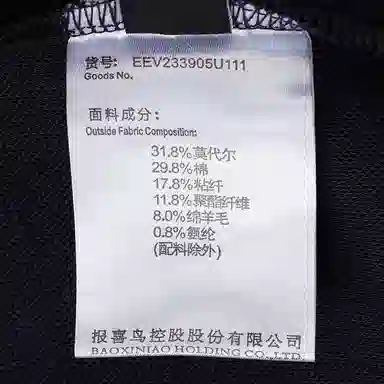 货号: EEV233905U111
Goods No.
面料成分:
Outside Fabric Composition:
31.8%莫代尔
29.8%棉
17.8%粘纤
11.8%聚酯纤维
8.0%绵羊毛
0.8%氨纶
(配料除外)
报喜鸟控股股份有限公司
BAOXINIAO HOLDING CO.,LTD.